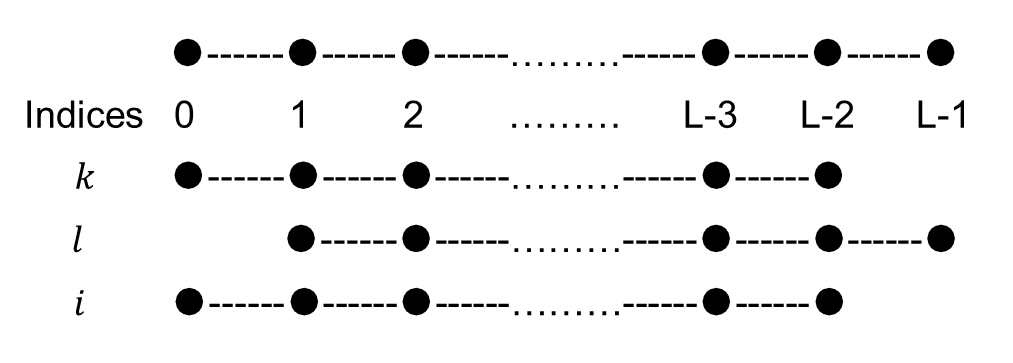 Indices 0 1 2 ......... L-3 L-2 L-1
k
l
i